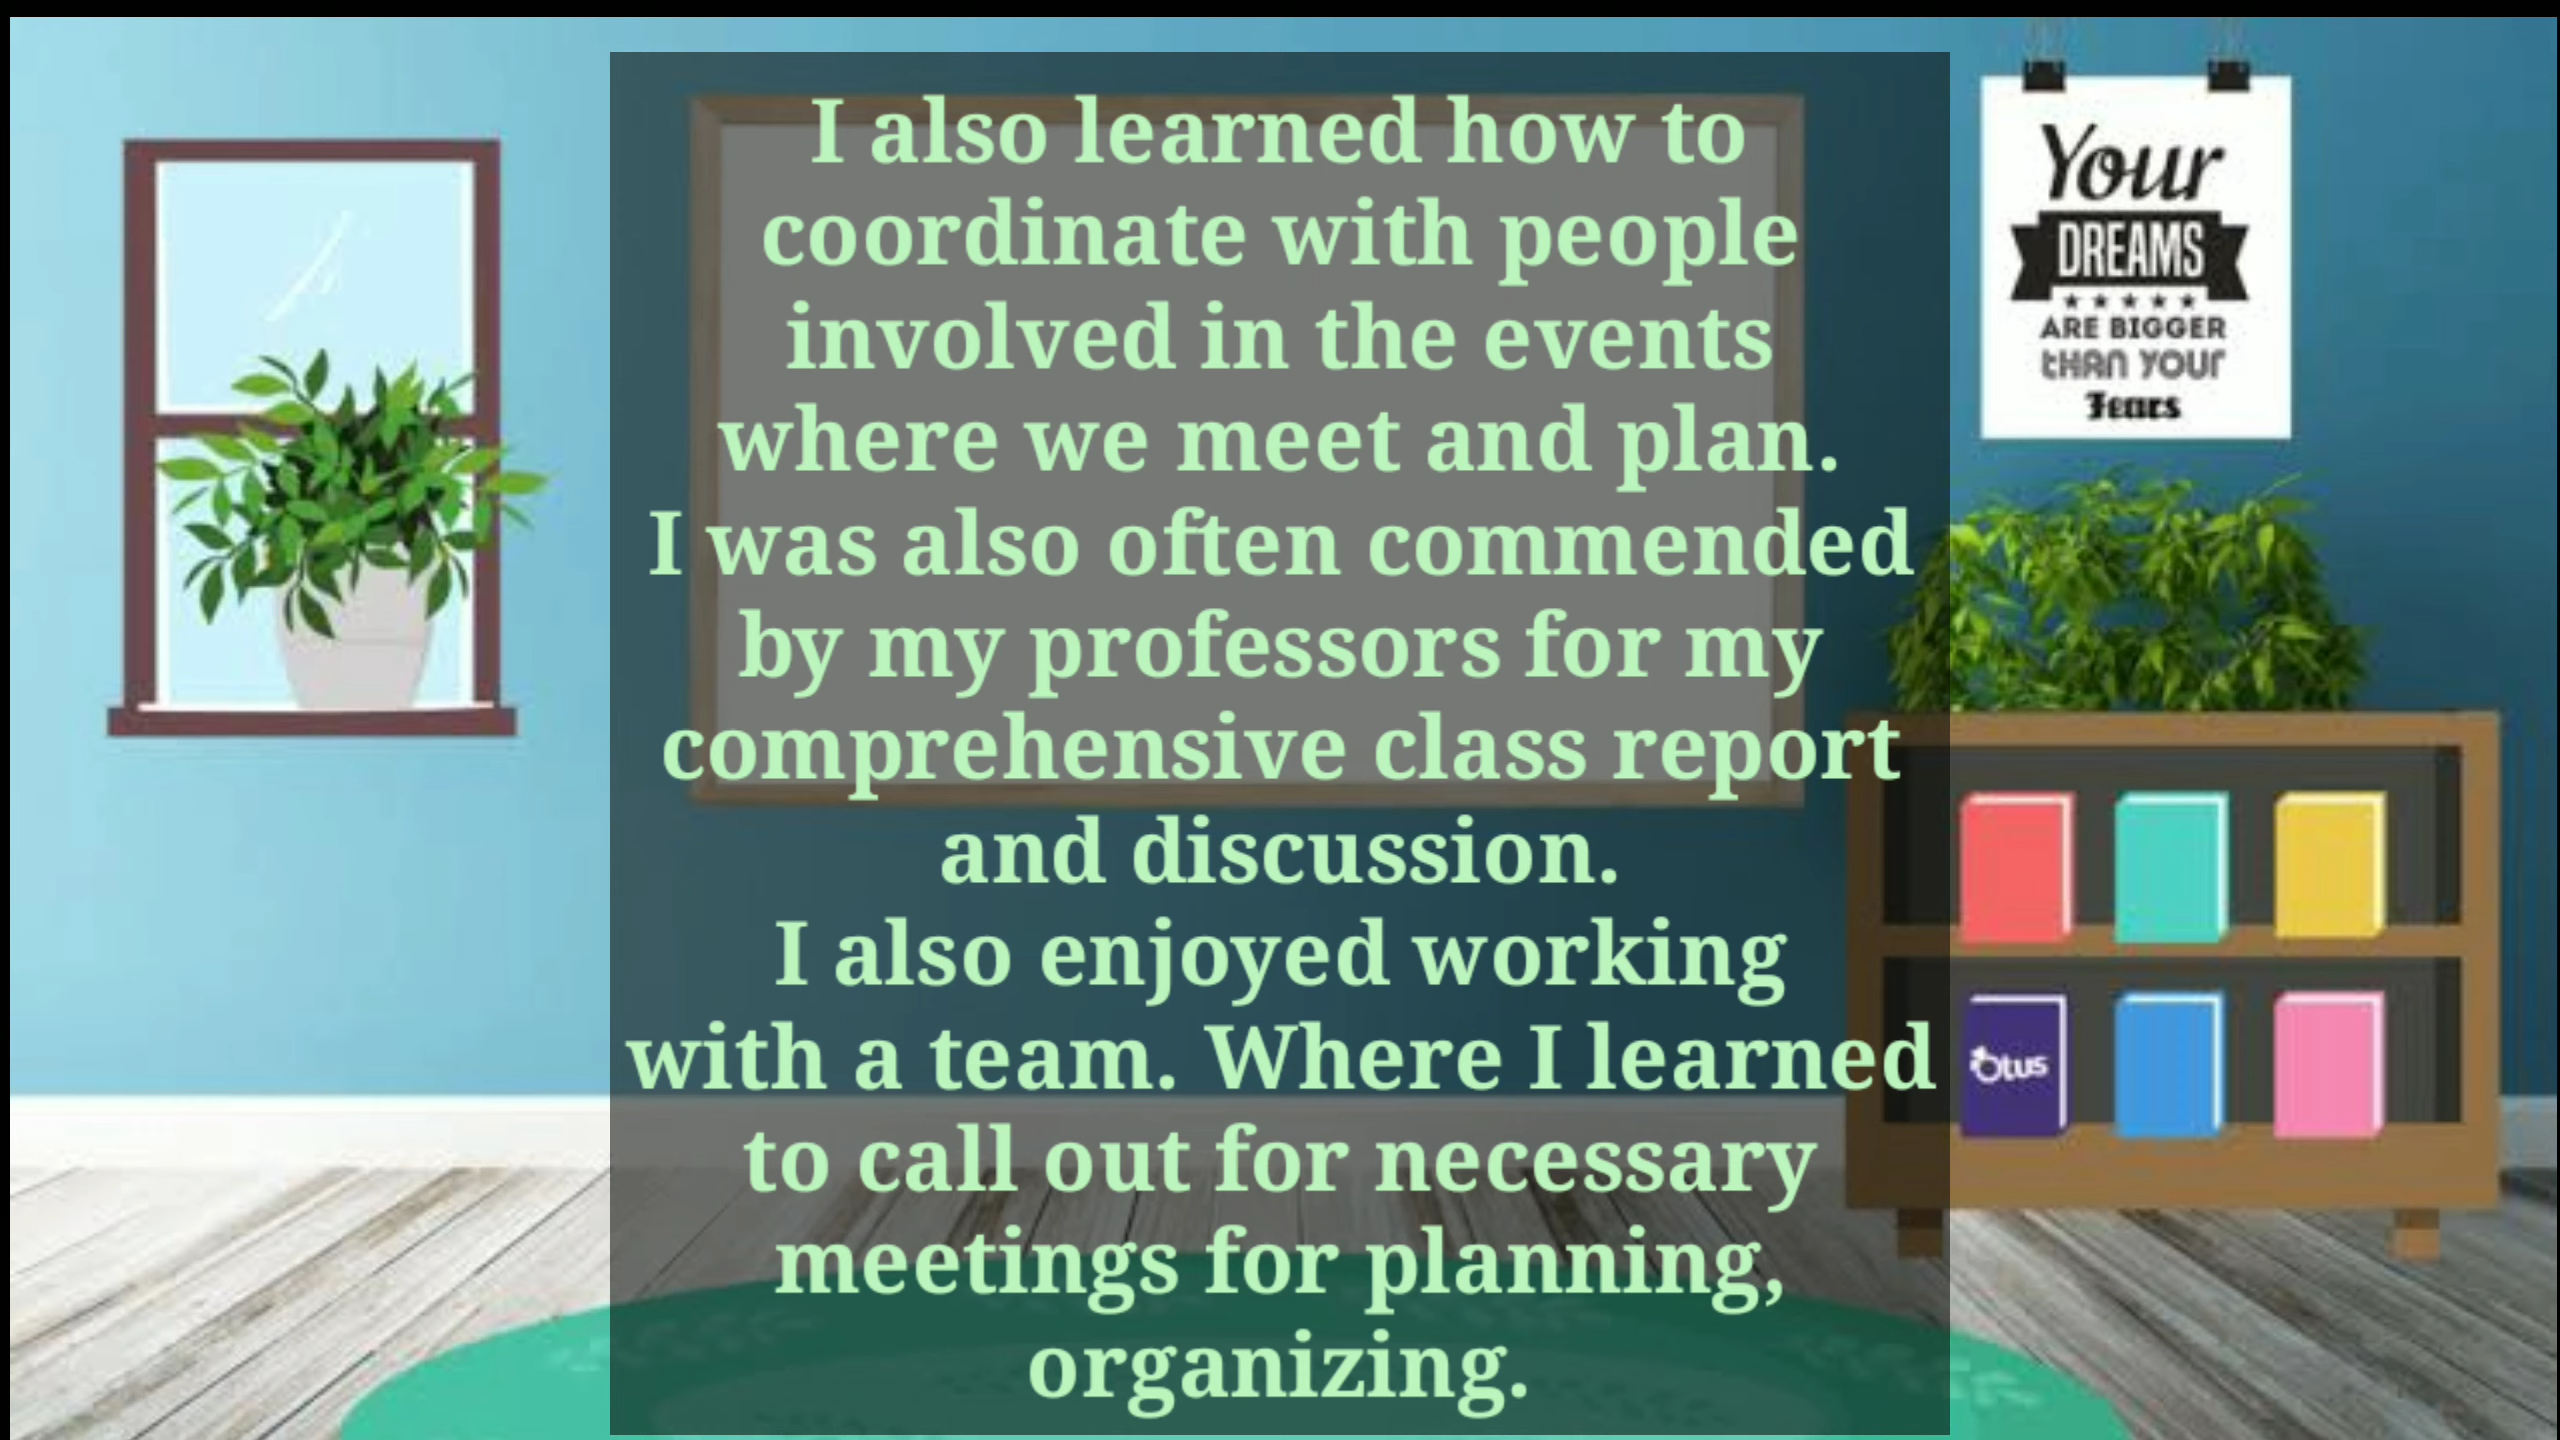 I also learned how to
coordinate with people
involved in the events
where we meet and plan.
I was also often commended
by my professors for my
comprehensive class report
and discussion.
I also enjoyed working
with a team. Where I learned
to call out for necessary
meetings for planning,
organizing.
Your
DREAMS
ARE BIGGER
THAN YOUR
Fears
Otus